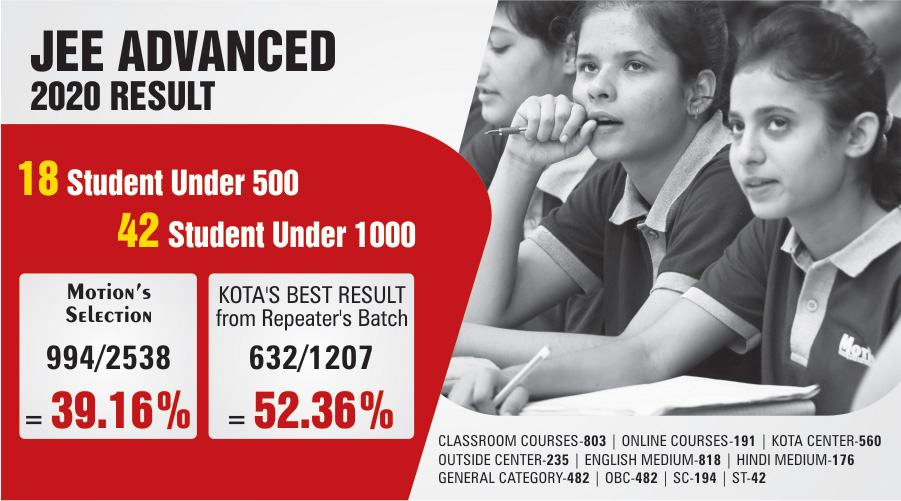 JEE ADVANCED
2020 RESULT
18 Student Under 500
42 Student Under 1000
MOTION'S
SELECTION
994/2538
= 39.16%
KOTA'S BEST RESULT
from Repeater's Batch
632/1207
= 52.36%
CLASSROOM COURSES-803 | ONLINE COURSES-191 | KOTA CENTER-560
OUTSIDE CENTER-235 | ENGLISH MEDIUM-818 | HINDI MEDIUM-176
GENERAL CATEGORY-482 | OBC-482 | SC-194 | ST-42